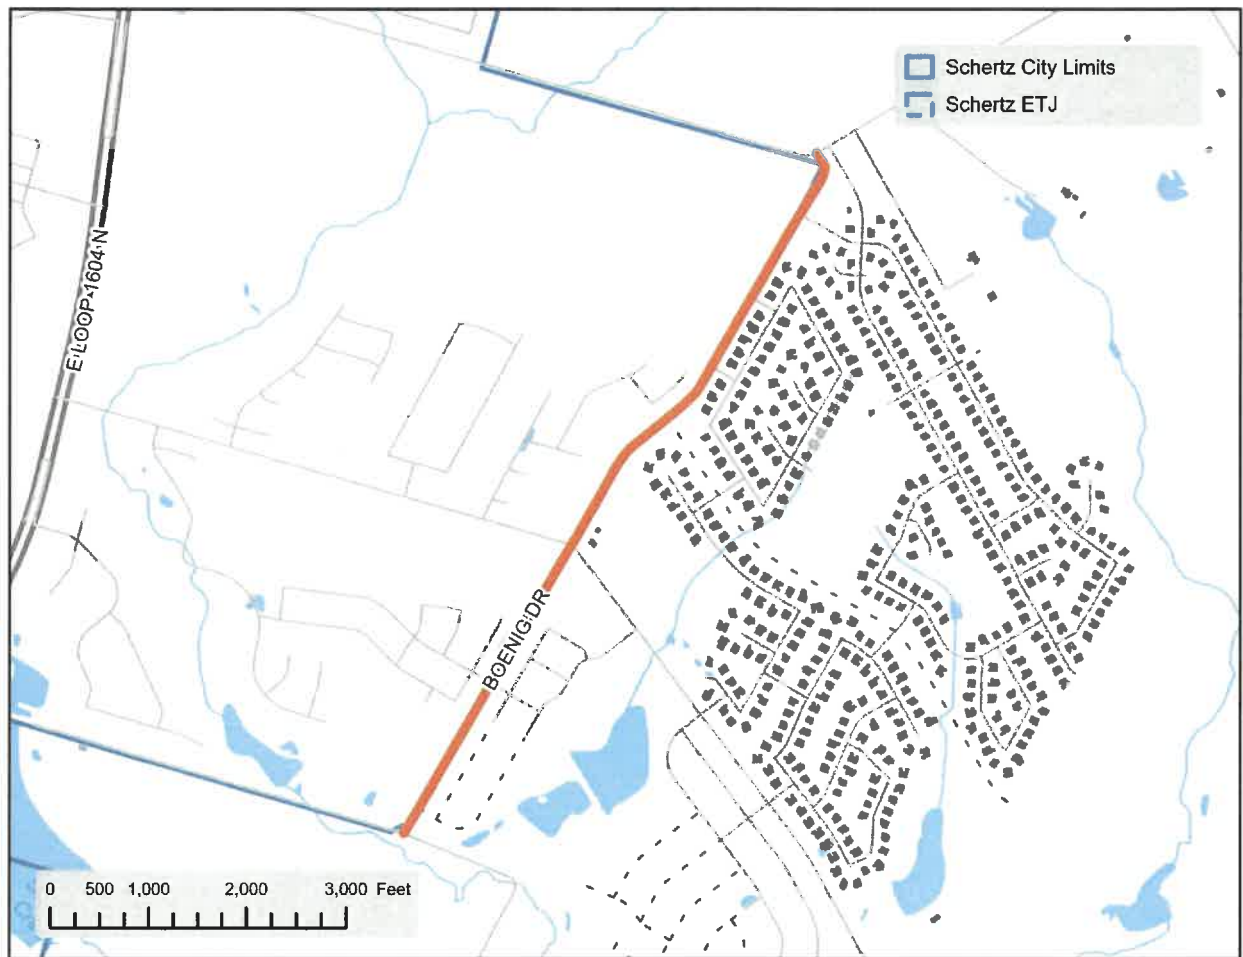 Schertz City Limits
Schertz ETJ
E LOOP 1604 N
BOENIG DR
0 500 1,000 2,000 3,000 Feet